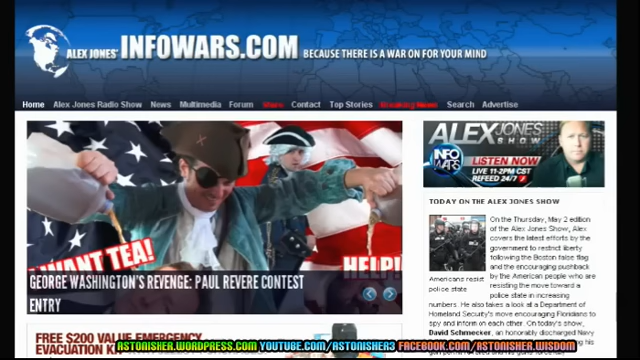 ALEX JONES' INFOWARS.COM BECAUSE THERE IS A WAR ON FOR YOUR MIND
Home Alex Jones Radio Show News Multimedia Forum Store Contact Top Stories Breaking News Search Advertise
WANT TEA!
HELP!
GEORGE WASHINGTON'S REVENGE: PAUL REVERE CONTEST
ENTRY
FREE $200 VALUE EMERGENCY
EVACUATION
ALEX JONES SHOW
INFO WARS
LISTEN NOW
LIVE 11-2PM CST
REFEED 24/7
TODAY ON THE ALEX JONES SHOW
On the Thursday, May 2 edition
of the Alex Jones Show, Alex
covers the latest efforts by the
government to restrict liberty
following the Boston false flag
and the encouraging pushback
by the American people who are
resisting the move toward a
police state in increasing
Americans resist
police state
numbers. He also takes a look at a Department of
Homeland Security's move encouraging Floridians to
spy and inform on each other. On today's show,
David Schmecker, an honorably discharged Navy
ASTONISHER.WORDPRESS.COM YOUTUBE.COM/ASTONISHER3 FACEBOOK.COM/ASTONISHER.WISDOM